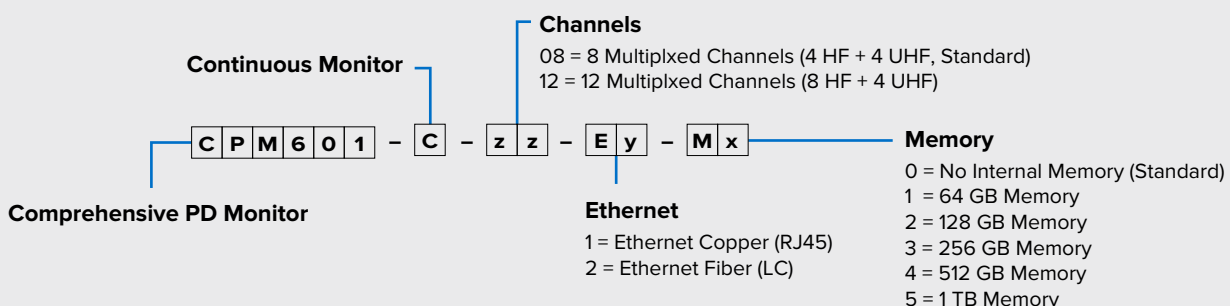 Channels
08 = 8 Multiplxed Channels (4 HF + 4 UHF, Standard)
12 = 12 Multiplxed Channels (8 HF + 4 UHF)
Continuous Monitor
C P M 6 0 1 – C – z z – E y – M x
Comprehensive PD Monitor
Ethernet
1 = Ethernet Copper (RJ45)
2 = Ethernet Fiber (LC)
Memory
0 = No Internal Memory (Standard)
1 = 64 GB Memory
2 = 128 GB Memory
3 = 256 GB Memory
4 = 512 GB Memory
5 = 1 TB Memory